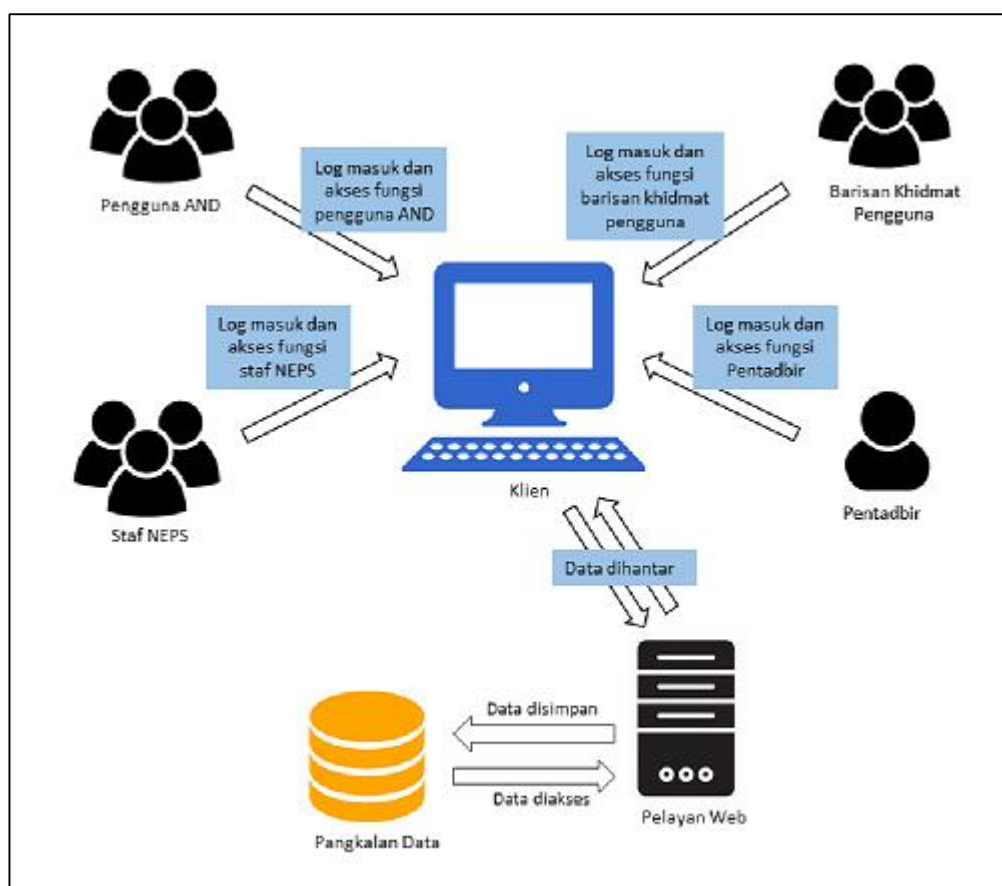 Log masuk dan
akses fungsi
pengguna AND
Log masuk dan
akses fungsi
barisan khidmat
pengguna
Pengguna AND
Barisan Khidmat
Pengguna
Log masuk dan
akses fungsi
staf NEPS
Log masuk dan
akses fungsi
Pentadbir
Klien
Staf NEPS
Pentadbir
Data dihantar
Data disimpan
Data diakses
Pangkalan Data
Pelayan Web